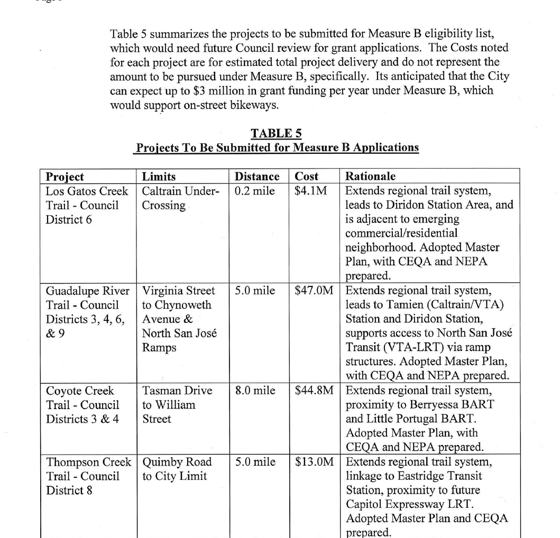 Table 5 summarizes the projects to be submitted for Measure B eligibility list,
which would need future Council review for grant applications. The Costs noted
for each project are for estimated total project delivery and do not represent the
amount to be pursued under Measure B, specifically. Its anticipated that the City
can expect up to $3 million in grant funding per year under Measure B, which
would support on-street bikeways.
TABLE 5
Projects To Be Submitted for Measure B Applications
Project Limits Distance Cost Rationale
Los Gatos Creek
Trail - Council
District 6
Caltrain Under-
Crossing
0.2 mile
$4.1M
Extends regional trail system,
leads to Diridon Station Area, and
is adjacent to emerging
commercial/residential
neighborhood. Adopted Master
Plan, with CEQA and NEPA
prepared.
Guadalupe River
Trail - Council
Districts 3, 4, 6,
& 9
Virginia Street
to Chynoweth
Avenue &
North San José
Ramps
5.0 mile
$47.0M
Extends regional trail system,
leads to Tamien (Caltrain/VTA)
Station and Diridon Station,
supports access to North San José
Transit (VTA-LRT) via ramp
structures. Adopted Master Plan,
with CEQA and NEPA prepared.
Coyote Creek
Trail - Council
Districts 3 & 4
Tasman Drive
to William
Street
8.0 mile
$44.8M
Extends regional trail system,
proximity to Berryessa BART
and Little Portugal BART.
Adopted Master Plan, with
CEQA and NEPA prepared.
Thompson Creek
Trail - Council
District 8
Quimby Road
to City Limit
5.0 mile
$13.0M
Extends regional trail system,
linkage to Eastridge Transit
Station, proximity to future
Capitol Expressway LRT.
Adopted Master Plan and CEQA
prepared.